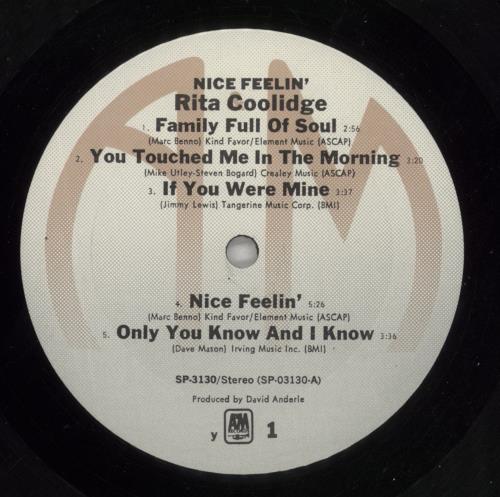 NICE FEELIN'
Rita Coolidge
1. Family Full Of Soul 2:56
(Marc Benno) Kind Favor/Element Music (ASCAP)
2. You Touched Me In The Morning 3:20
(Mike Utley-Steven Bogard) Crealey Music (ASCAP)
3. If You Were Mine 3:37
(Jimmy Lewis) Tangerine Music Corp. (BMI)
4. Nice Feelin' 5:26
(Marc Benno) Kind Favor/Element Music (ASCAP)
5. Only You Know And I Know 3:36
(Dave Mason) Irving Music Inc. (BMI)
SP-3130/Stereo (SP-03130-A)
Produced by David Anderle
y A&M 1